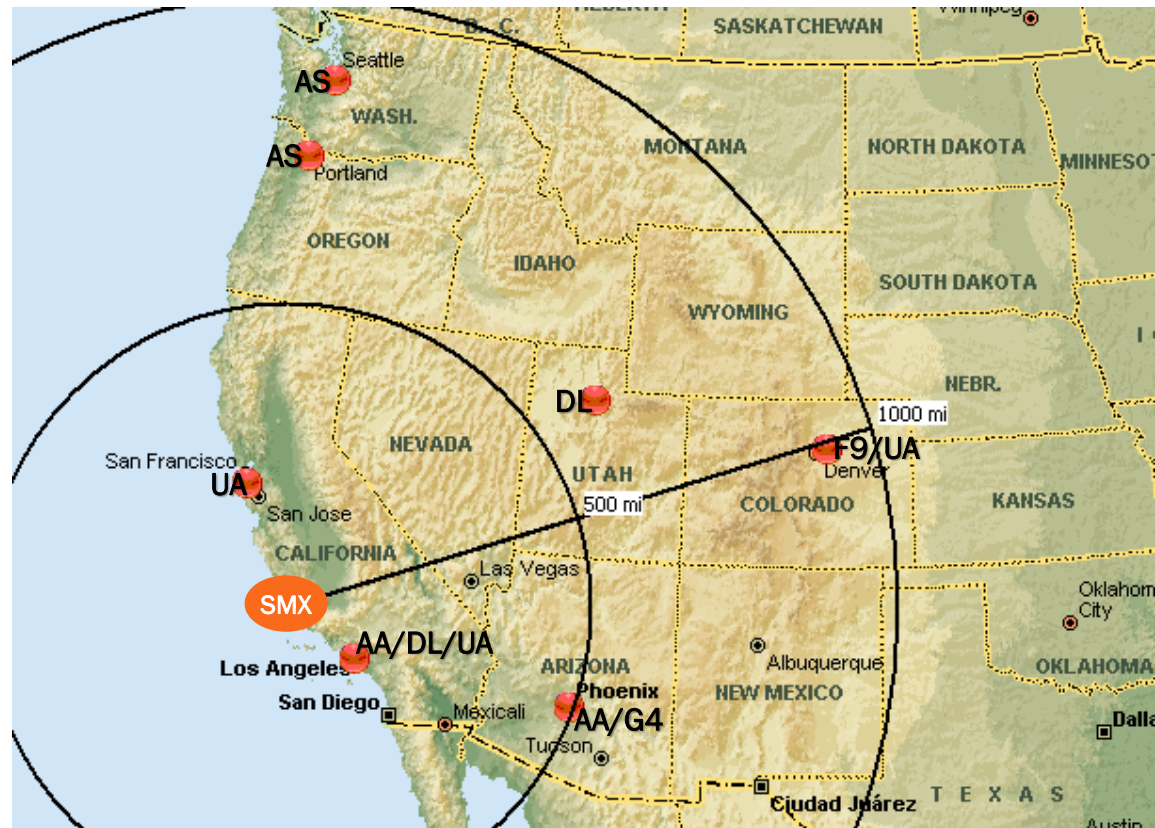 Winnipeg
B. C.
SASKATCHEWAN
Seattle
AS
WASH.
MONTANA
NORTH DAKOTA
MINNESOT
AS
Portland
OREGON
IDAHO
SOUTH DAKOTA
WYOMING
NEBR.
DL
1000 mi
F9/UA
Denver
NEVADA
UTAH
San Francisco
UA
San Jose
500 mi
COLORADO
KANSAS
CALIFORNIA
Las Vegas
SMX
Oklahom
City
AA/DL/UA
Los Angeles
ARIZONA
Albuquerque
OKLAHOMA
Phoenix
AA/G4
NEW MEXICO
San Diego
Mexicali
Dalla
Tucson
Ciudad Juárez
TEXAS
Austin